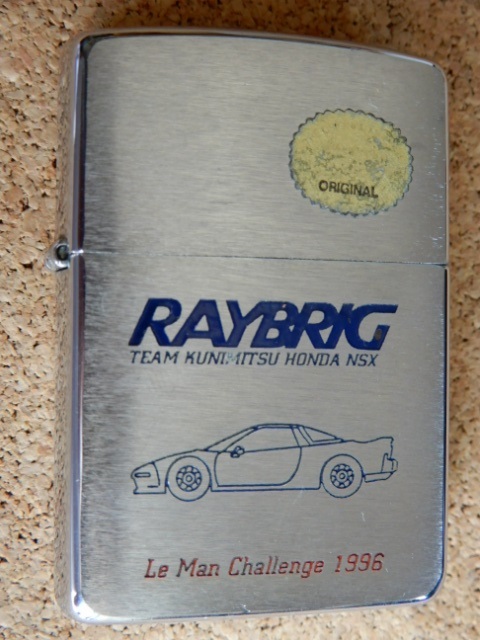 ORIGINAL
RAYBRIG
TEAM KUNIMITSU HONDA NSX
Le Man Challenge 1996